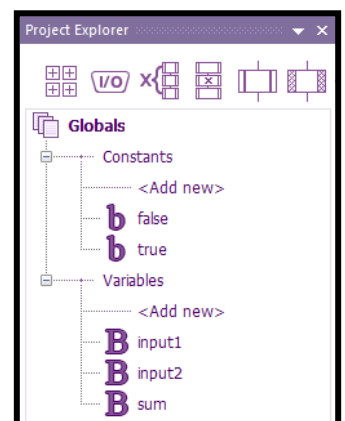 Project Explorer
I/O X{ x
Globals
Constants
<Add new>
b false
b true
Variables
<Add new>
B input1
B input2
B sum